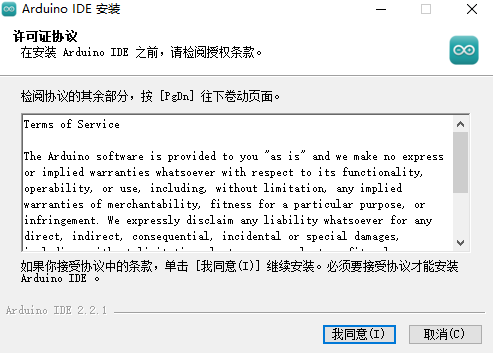 Arduino IDE 安装
许可证协议
在安装 Arduino IDE 之前，请检阅授权条款。
检阅协议的其余部分，按 [PgDn] 往下卷动页面。
Terms of Service
The Arduino software is provided to you "as is" and we make no express
or implied warranties whatsoever with respect to its functionality,
operability, or use, including, without limitation, any implied
warranties of merchantability, fitness for a particular purpose, or
infringement. We expressly disclaim any liability whatsoever for any
direct, indirect, consequential, incidental or special damages,
如果你接受协议中的条款，单击 [我同意(I)] 继续安装。必须要接受协议才能安装
Arduino IDE 。
Arduino IDE 2.2.1
我同意(I)
取消(C)